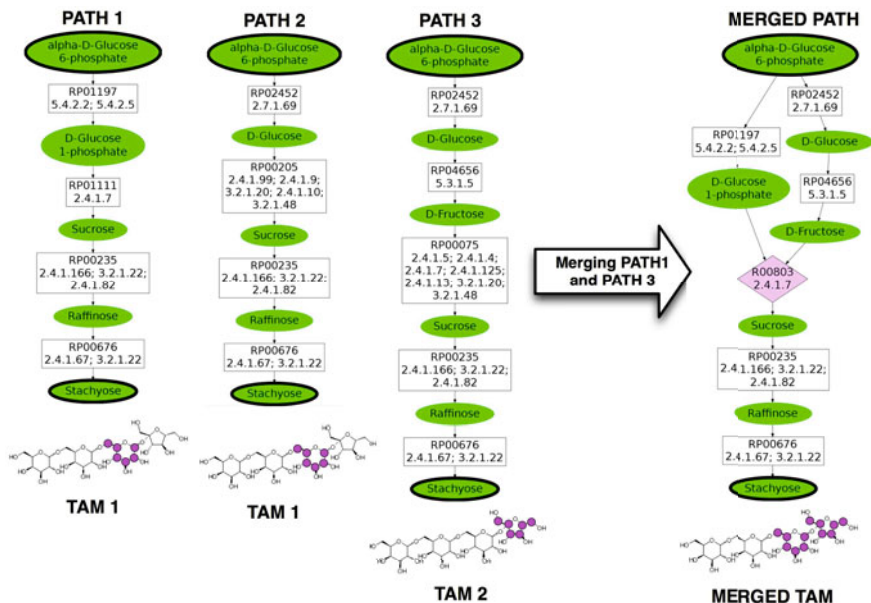 PATH 1
alpha-D-Glucose
6-phosphate
RP01197
5.4.2.2; 5.4.2.5
D-Glucose
1-phosphate
RP01111
2.4.1.7
Sucrose
RP00235
2.4.1.166; 3.2.1.22;
2.4.1.82
Raffinose
RP00676
2.4.1.67; 3.2.1.22
Stachyose
TAM 1
PATH 2
alpha-D-Glucose
6-phosphate
RP02452
2.7.1.69
D-Glucose
RP00205
2.4.1.99; 2.4.1.9;
3.2.1.20; 2.4.1.10;
3.2.1.48
Sucrose
RP00235
2.4.1.166; 3.2.1.22;
2.4.1.82
Raffinose
RP00676
2.4.1.67; 3.2.1.22
Stachyose
TAM 1
PATH 3
alpha-D-Glucose
6-phosphate
RP02452
2.7.1.69
D-Glucose
RP04656
5.3.1.5
D-Fructose
RP00075
2.4.1.5; 2.4.1.4;
2.4.1.7; 2.4.1.125;
2.4.1.13; 3.2.1.20;
3.2.1.48
Sucrose
RP00235
2.4.1.166; 3.2.1.22;
2.4.1.82
Raffinose
RP00676
2.4.1.67; 3.2.1.22
Stachyose
TAM 2
Merging PATH1
and PATH 3
MERGED PATH
alpha-D-Glucose
6-phosphate
RP02452
2.7.1.69
RP01197
5.4.2.2; 5.4.2.5
D-Glucose
D-Glucose
1-phosphate
RP04656
5.3.1.5
D-Fructose
R00803
2.4.1.7
Sucrose
RP00235
2.4.1.166; 3.2.1.22;
2.4.1.82
Raffinose
RP00676
2.4.1.67; 3.2.1.22
Stachyose
MERGED TAM